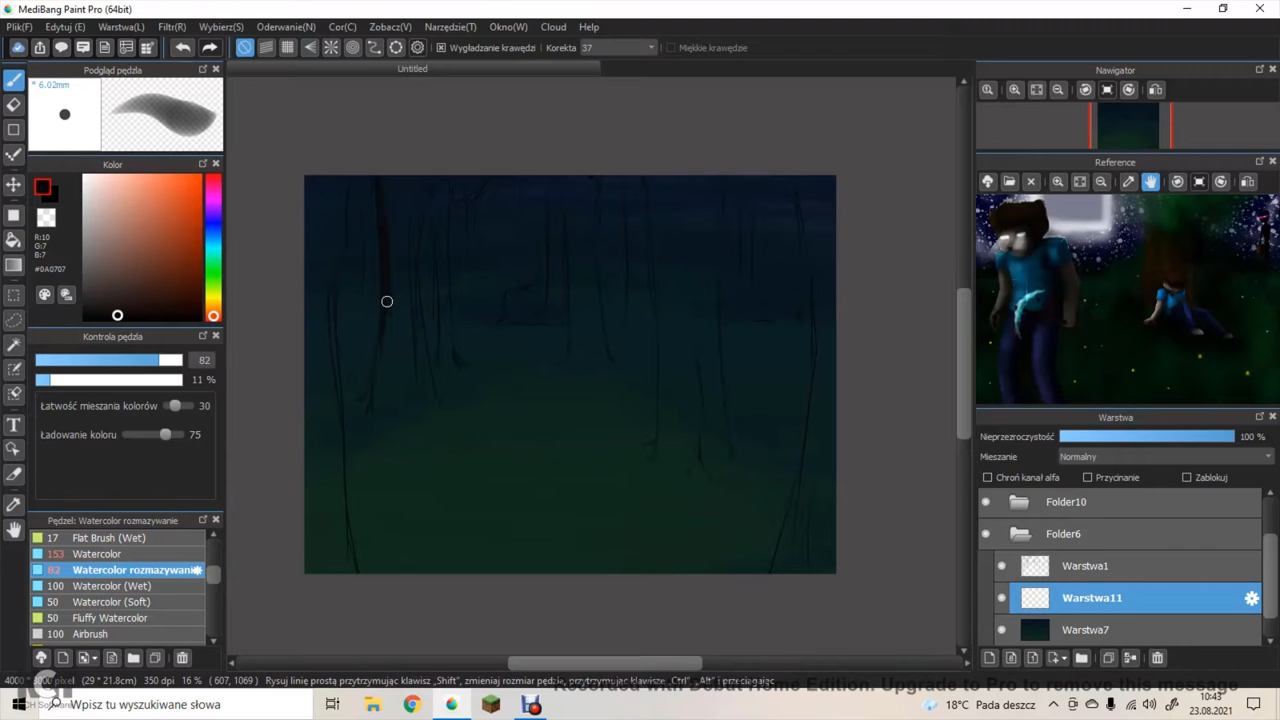 MediBang Paint Pro (64bit)
Plik(F) Edytuj (E) Warstwa(L) Filtr(R) Wybierz(S) Oderwanie(N) Cor(C) Zobacz(V) Narzędzie(T) Okno(W) Cloud Help
Wygładzanie krawędzi Korekta 37 Miękkie krawędzie
Podgląd pędzla
Untitled
Navigator
* 6.02mm
Kolor
Reference
R:10
G:7
B:7
#0A0707
Kontrola pędzla
82
11 %
Łatwość mieszania kolorów 30
Ładowanie koloru 75
Warstwa
Nieprzezroczystość 100 %
Mieszanie Normalny
Chroń kanał alfa Przycinanie Zablokuj
Folder10
Folder6
Warstwa1
Warstwa11
Warstwa7
Pędzel: Watercolor rozmazywanie
17 Flat Brush (Wet)
153 Watercolor
82 Watercolor rozmazywani
100 Watercolor (Wet)
50 Watercolor (Soft)
50 Fluffy Watercolor
100 Airbrush
(29 * 21.8cm) 350 dpi 16 % (607, 1069) Rysuj linię prostą przytrzymując klawisz „Shift", zmieniaj rozmiar pędzla, przytrzymując „Ctrl", „Alt" i przeciągając
Recorded with Debut Home Edition. Upgrade to Pro to remove this message
CH Software
Wpisz tu wyszukiwane słowa
18°C Pada deszcz
10:43
23.08.2021